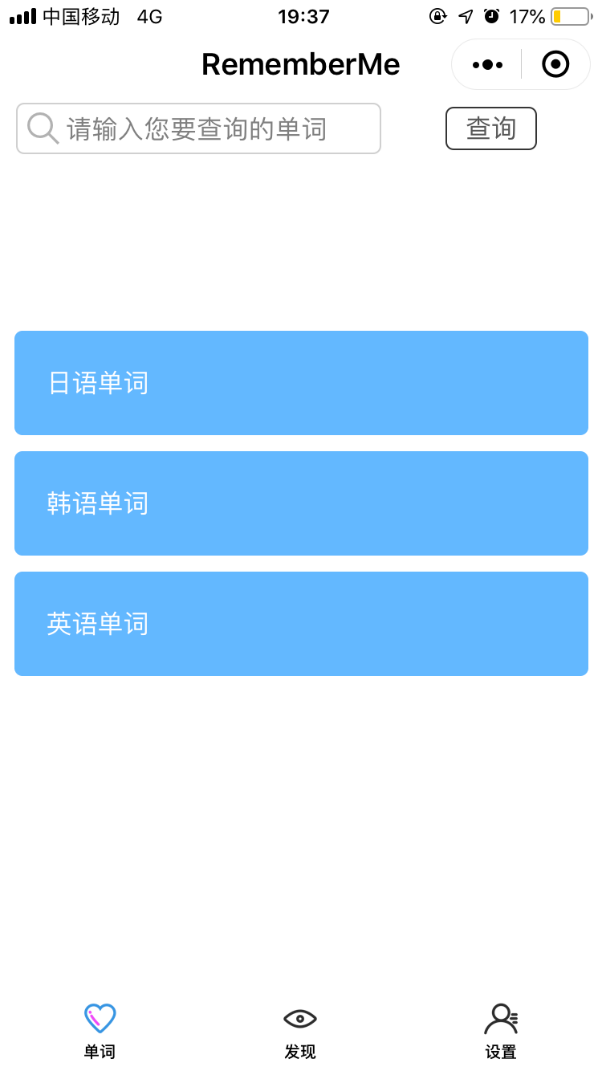 中国移动 4G 19:37 17%
RememberMe
请输入您要查询的单词 查询
日语单词
韩语单词
英语单词
单词 发现 设置